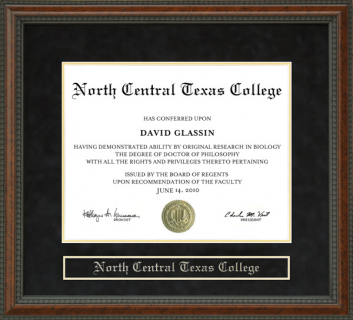 North Central Texas College
HAS CONFERRED UPON
DAVID GLASSIN
HAVING DEMONSTRATED ABILITY BY ORIGINAL RESEARCH IN BIOLOGY
THE DEGREE OF DOCTOR OF PHILOSOPHY
WITH ALL THE RIGHTS AND PRIVILEGES THERETO PERTAINING
ISSUED BY THE BOARD OF REGENTS
UPON RECOMMENDATION OF THE FACULTY
JUNE 14, 2010
PROVOST
PRESIDENT
North Central Texas College